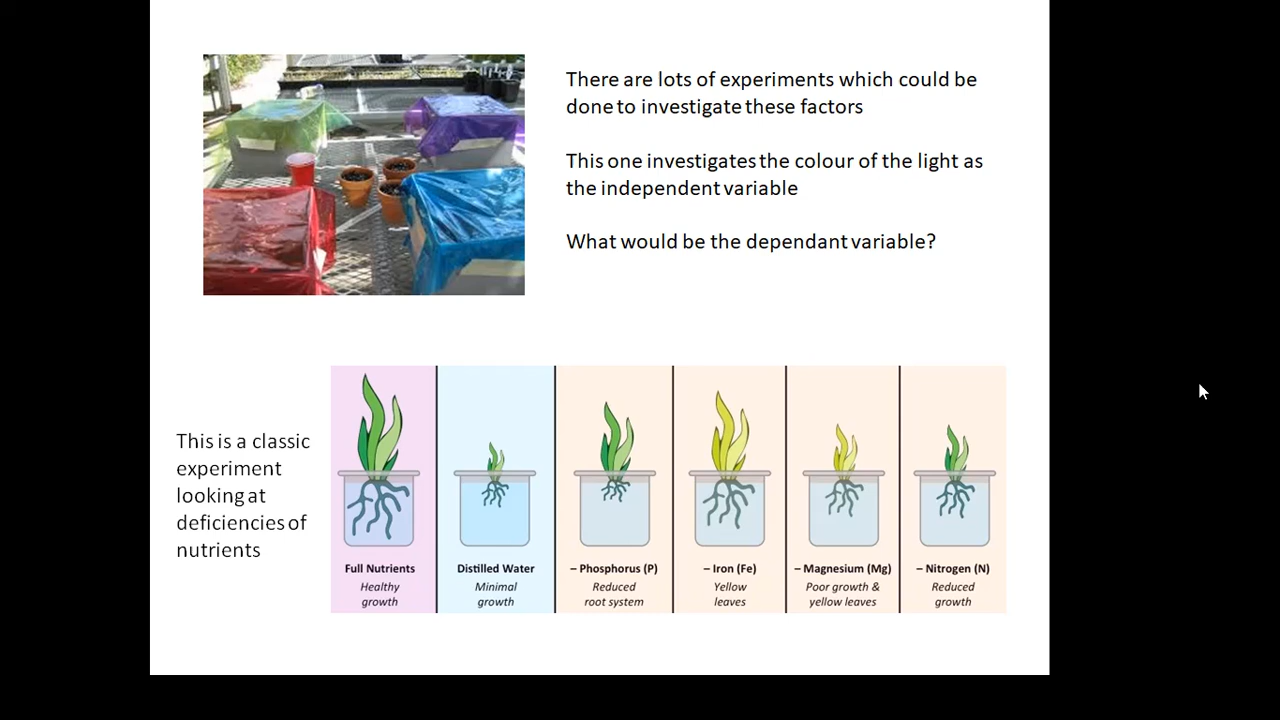 There are lots of experiments which could be
done to investigate these factors
This one investigates the colour of the light as
the independent variable
What would be the dependant variable?
This is a classic
experiment
looking at
deficiencies of
nutrients
Full Nutrients
Healthy
growth
Distilled Water
Minimal
growth
– Phosphorus (P)
Reduced
root system
– Iron (Fe)
Yellow
leaves
– Magnesium (Mg)
Poor growth &
yellow leaves
– Nitrogen (N)
Reduced
growth